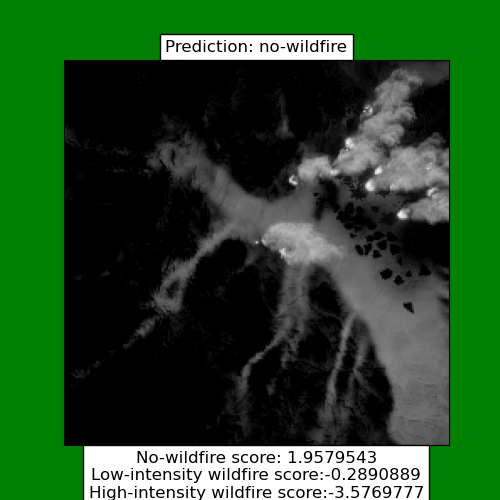 Prediction: no-wildfire
No-wildfire score: 1.9579543
Low-intensity wildfire score:-0.2890889
High-intensity wildfire score:-3.5769777